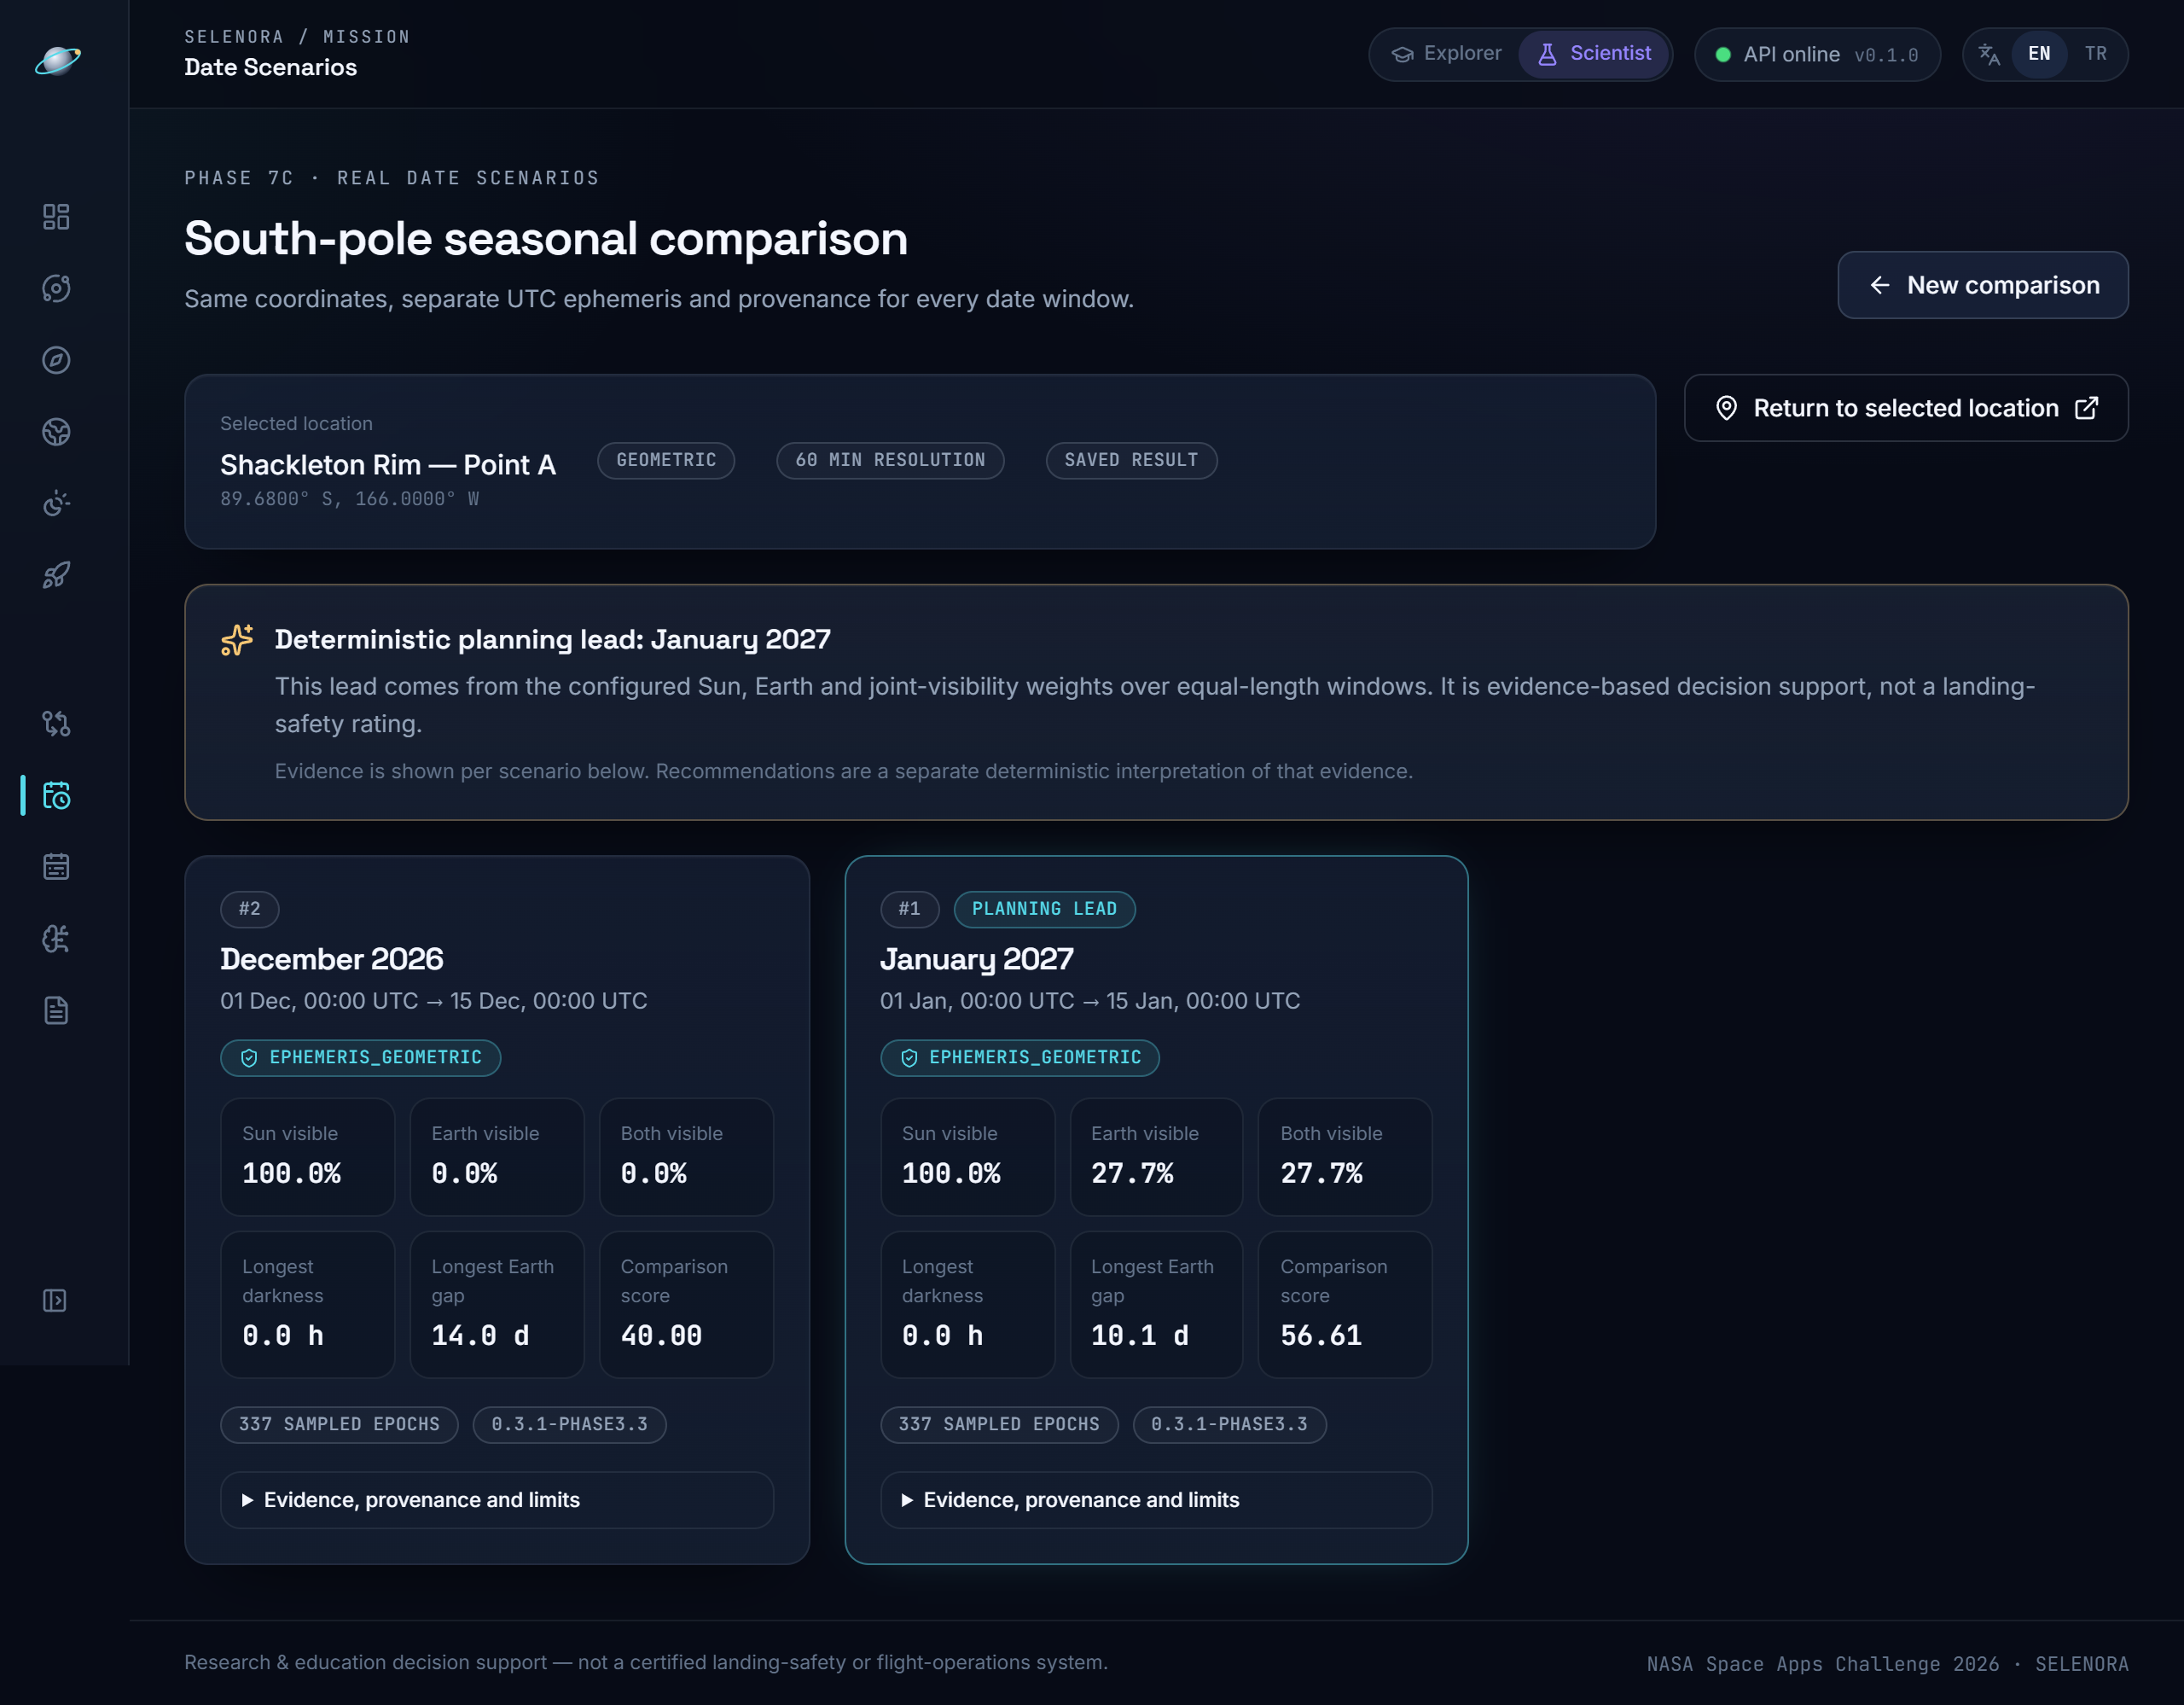 SELENORA / MISSION
Date Scenarios
Explorer
Scientist
API online v0.1.0
EN
TR
PHASE 7C · REAL DATE SCENARIOS
South-pole seasonal comparison
Same coordinates, separate UTC ephemeris and provenance for every date window.
New comparison
Selected location
Shackleton Rim — Point A
89.6800° S, 166.0000° W
GEOMETRIC
60 MIN RESOLUTION
SAVED RESULT
Return to selected location
Deterministic planning lead: January 2027
This lead comes from the configured Sun, Earth and joint-visibility weights over equal-length windows. It is evidence-based decision support, not a landing-
safety rating.
Evidence is shown per scenario below. Recommendations are a separate deterministic interpretation of that evidence.
#2
December 2026
01 Dec, 00:00 UTC → 15 Dec, 00:00 UTC
EPHEMERIS_GEOMETRIC
Sun visible
100.0%
Earth visible
0.0%
Both visible
0.0%
Longest
darkness
0.0 h
Longest Earth
gap
14.0 d
Comparison
score
40.00
337 SAMPLED EPOCHS
0.3.1-PHASE3.3
Evidence, provenance and limits
#1
PLANNING LEAD
January 2027
01 Jan, 00:00 UTC → 15 Jan, 00:00 UTC
EPHEMERIS_GEOMETRIC
Sun visible
100.0%
Earth visible
27.7%
Both visible
27.7%
Longest
darkness
0.0 h
Longest Earth
gap
10.1 d
Comparison
score
56.61
337 SAMPLED EPOCHS
0.3.1-PHASE3.3
Evidence, provenance and limits
Research & education decision support — not a certified landing-safety or flight-operations system.
NASA Space Apps Challenge 2026 · SELENORA